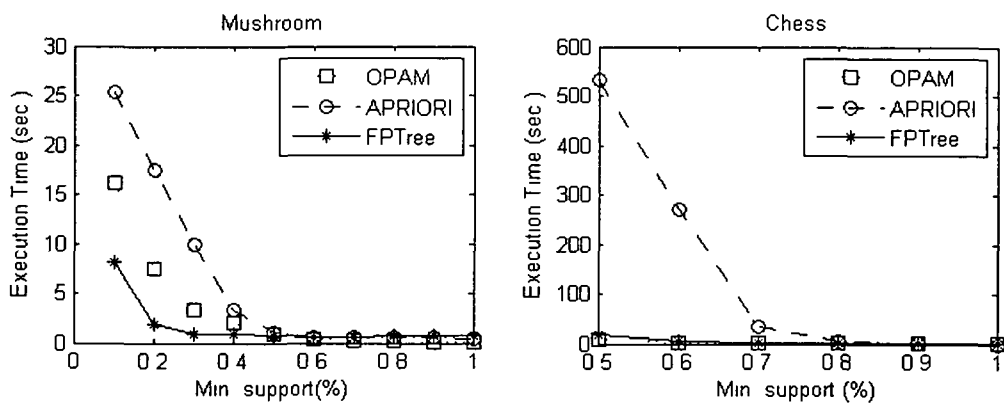 Mushroom
30
25
20
15
10
5
0
Execution Time (sec )
OPAM
APRIORI
FPTree
0 0 2 0 4 0 6 0 8 1
Min support(%)
Chess
600
500
400
300
200
100
0
Execution Time (sec )
OPAM
APRIORI
FPTree
0 5 0 6 0 7 0 8 0 9 1
Min support (%)